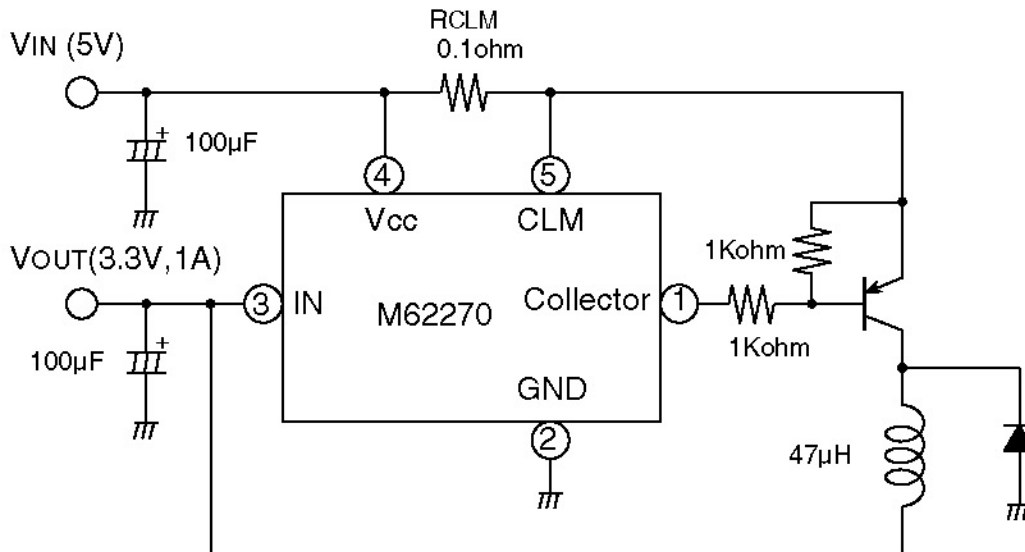 RCLM
0.1ohm
VIN (5V)
+
100µF
4
5
VCC
CLM
VOUT(3.3V,1A)
1Kohm
3
IN
M62270
Collector
1
+
100µF
1Kohm
GND
2
47µH